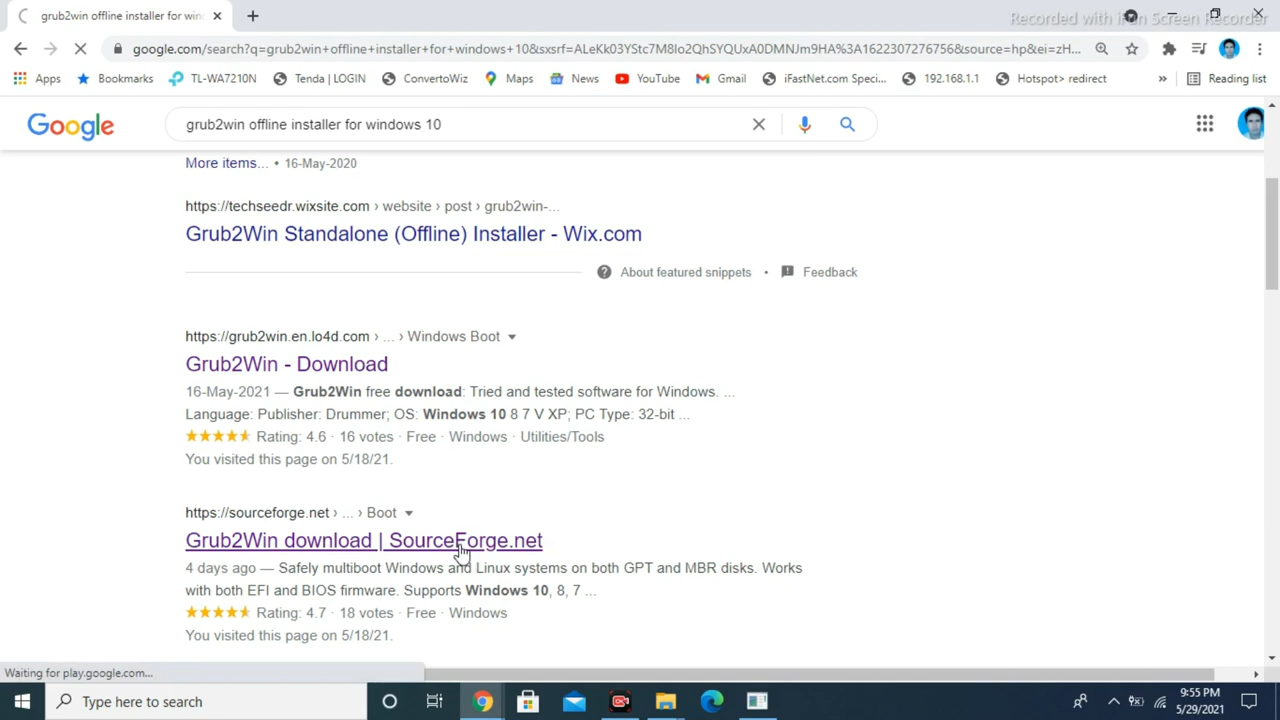 grub2win offline installer for win
Recorded with iFun Screen Recorder
google.com/search?q=grub2win+offline+installer+for+windows+10&sxsrf=ALeKk03YStc7M8Io2QhSYQUxA0DMNJm9HA%3A1622307276756&source=hp&ei=zH...
Apps Bookmarks TL-WA7210N Tenda | LOGIN ConvertoWiz Maps News YouTube Gmail iFastNet.com Speci... 192.168.1.1 Hotspot> redirect » Reading list
Google grub2win offline installer for windows 10
More items... • 16-May-2020
https://techseedr.wixsite.com › website › post › grub2win-...
Grub2Win Standalone (Offline) Installer - Wix.com
About featured snippets • Feedback
https://grub2win.en.lo4d.com › ... › Windows Boot
Grub2Win - Download
16-May-2021 — Grub2Win free download: Tried and tested software for Windows. ...
Language: Publisher: Drummer; OS: Windows 10 8 7 V XP; PC Type: 32-bit ...
Rating: 4.6 · 16 votes · Free · Windows · Utilities/Tools
You visited this page on 5/18/21.
https://sourceforge.net › ... › Boot
Grub2Win download | SourceForge.net
4 days ago — Safely multiboot Windows and Linux systems on both GPT and MBR disks. Works
with both EFI and BIOS firmware. Supports Windows 10, 8, 7 ...
Rating: 4.7 · 18 votes · Free · Windows
You visited this page on 5/18/21.
Waiting for play.google.com...
Type here to search
9:55 PM
5/29/2021